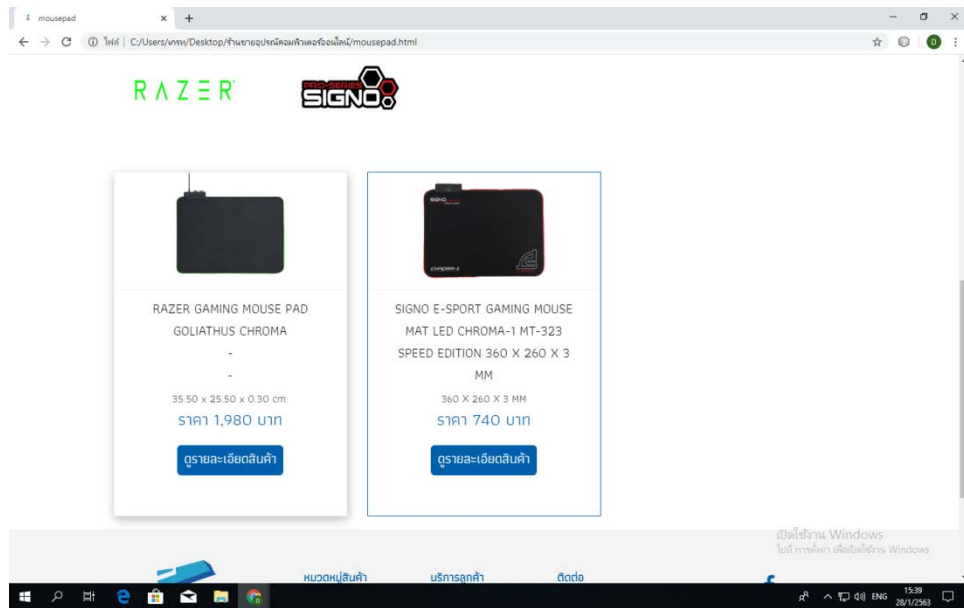 mousepad
ไฟล์ | C:/Users/เกรท/Desktop/ร้านขายอุปรณ์คอมพิวเตอร์ออนไลน์/mousepad.html
RAZER
PRO-SERIES
SIGNO
SIGNO
CHROMA-1
RAZER GAMING MOUSE PAD
GOLIATHUS CHROMA
-
-
35.50 x 25.50 x 0.30 cm.
ราคา 1,980 บาท
ดูรายละเอียดสินค้า
SIGNO E-SPORT GAMING MOUSE
MAT LED CHROMA-1 MT-323
SPEED EDITION 360 X 260 X 3
MM
360 X 260 X 3 MM
ราคา 740 บาท
ดูรายละเอียดสินค้า
เปิดใช้งาน Windows
ไปที่ การตั้งค่า เพื่อเปิดใช้งาน Windows
หมวดหมู่สินค้า
บริการลูกค้า
ติดต่อ
ENG
15:39
28/1/2563